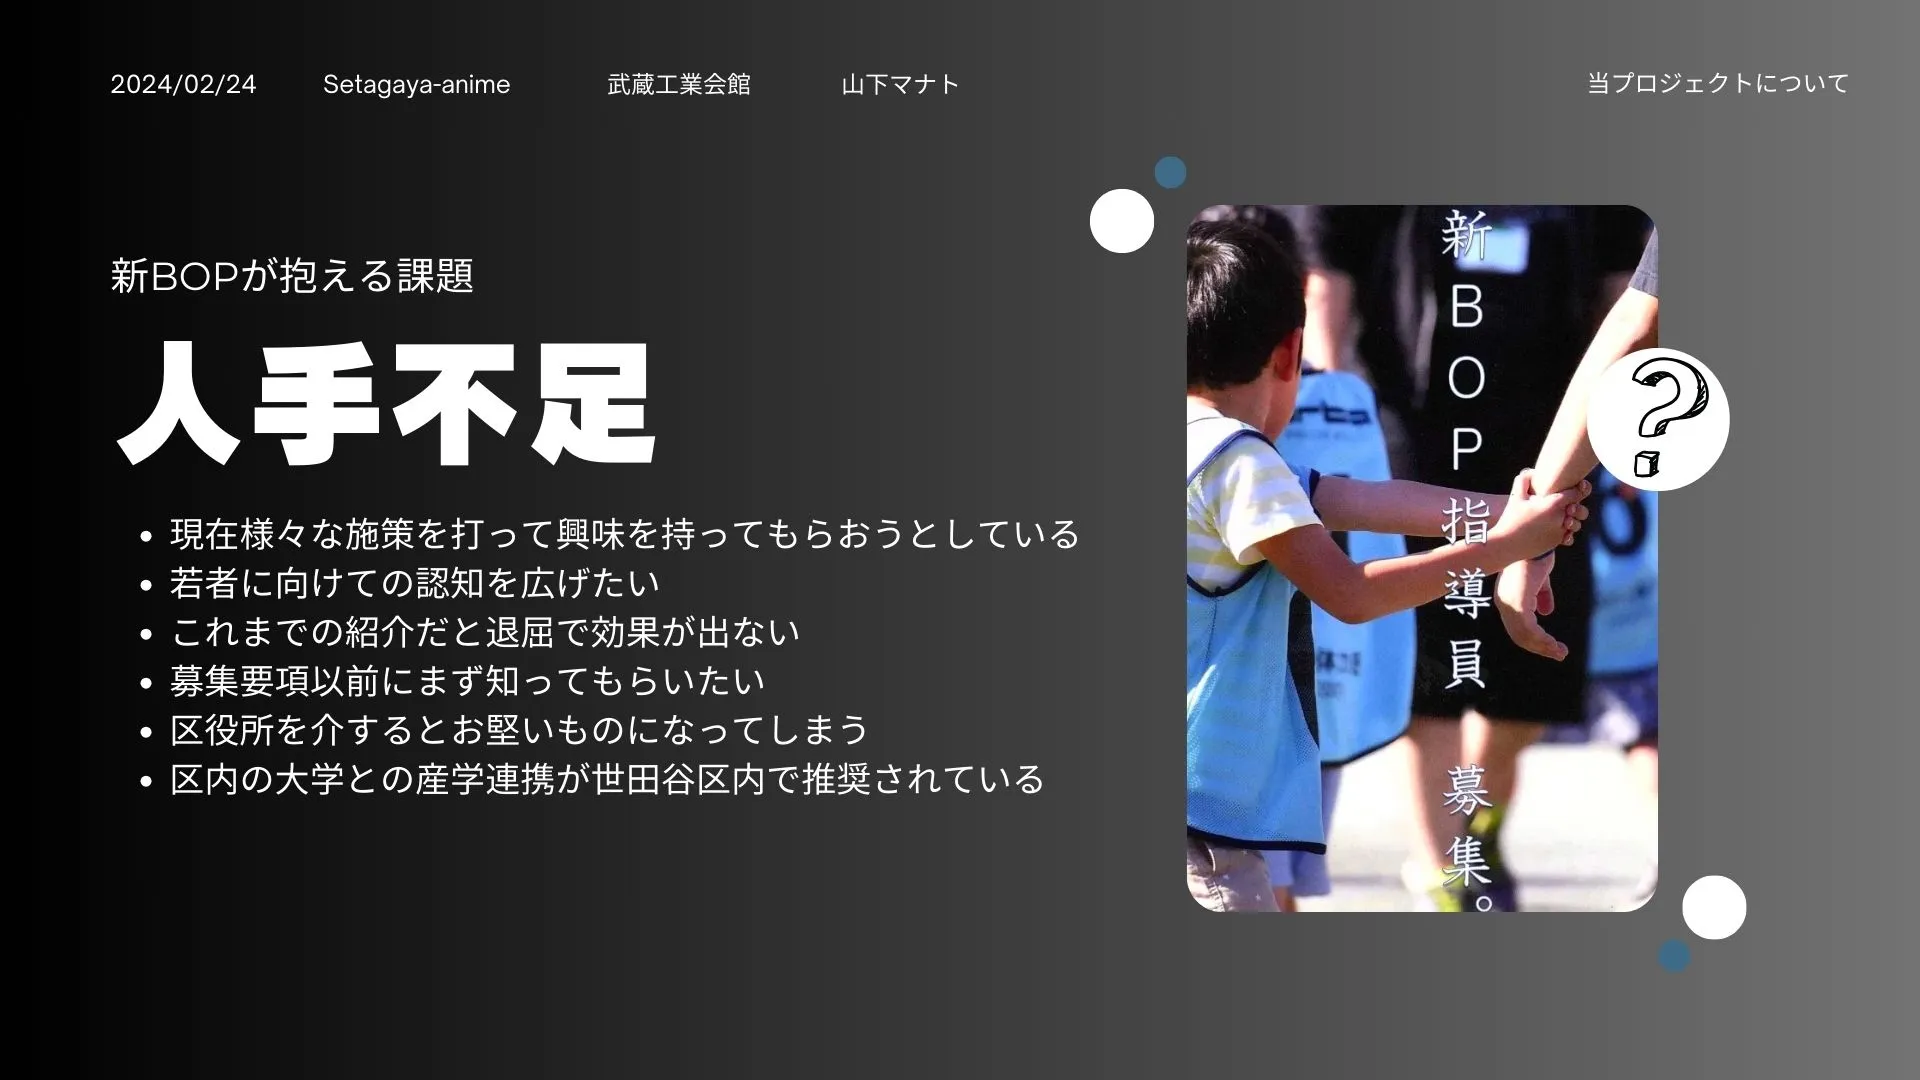 2024/02/24 Setagaya-anime 武蔵工業会館 山下マナト 当プロジェクトについて
新BOPが抱える課題
人手不足
• 現在様々な施策を打って興味を持ってもらおうとしている
• 若者に向けての認知を広げたい
• これまでの紹介だと退屈で効果が出ない
• 募集要項以前にまず知ってもらいたい
• 区役所を介するとお堅いものになってしまう
• 区内の大学との産学連携が世田谷区内で推奨されている
新BOP指導員 募集。
?